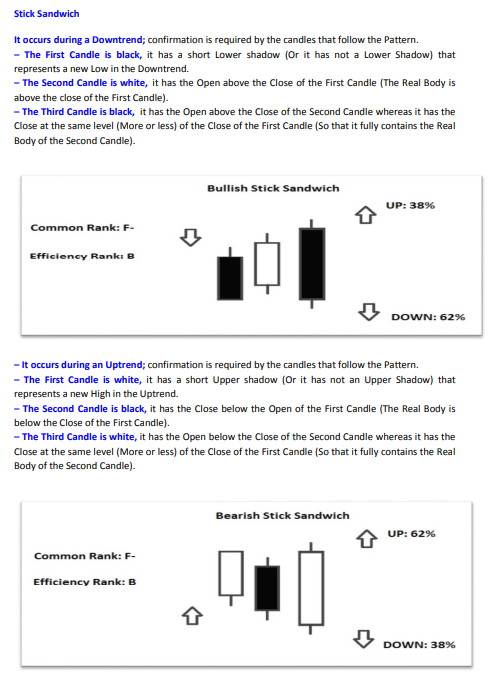 Stick Sandwich
It occurs during a Downtrend; confirmation is required by the candles that follow the Pattern.
– The First Candle is black, it has a short Lower shadow (Or it has not a Lower Shadow) that
represents a new Low in the Downtrend.
– The Second Candle is white, it has the Open above the Close of the First Candle (The Real Body is
above the close of the First Candle).
– The Third Candle is black, it has the Open above the Close of the Second Candle whereas it has the
Close at the same level (More or less) of the Close of the First Candle (So that it fully contains the Real
Body of the Second Candle).
Bullish Stick Sandwich
UP: 38%
Common Rank: F-
Efficiency Rank: B
DOWN: 62%
– It occurs during an Uptrend; confirmation is required by the candles that follow the Pattern.
– The First Candle is white, it has a short Upper shadow (Or it has not an Upper Shadow) that
represents a new High in the Uptrend.
– The Second Candle is black, it has the Close below the Open of the First Candle (The Real Body is
below the Close of the First Candle).
– The Third Candle is white, it has the Open below the Close of the Second Candle whereas it has the
Close at the same level (More or less) of the Close of the First Candle (So that it fully contains the Real
Body of the Second Candle).
Bearish Stick Sandwich
UP: 62%
Common Rank: F-
Efficiency Rank: B
DOWN: 38%